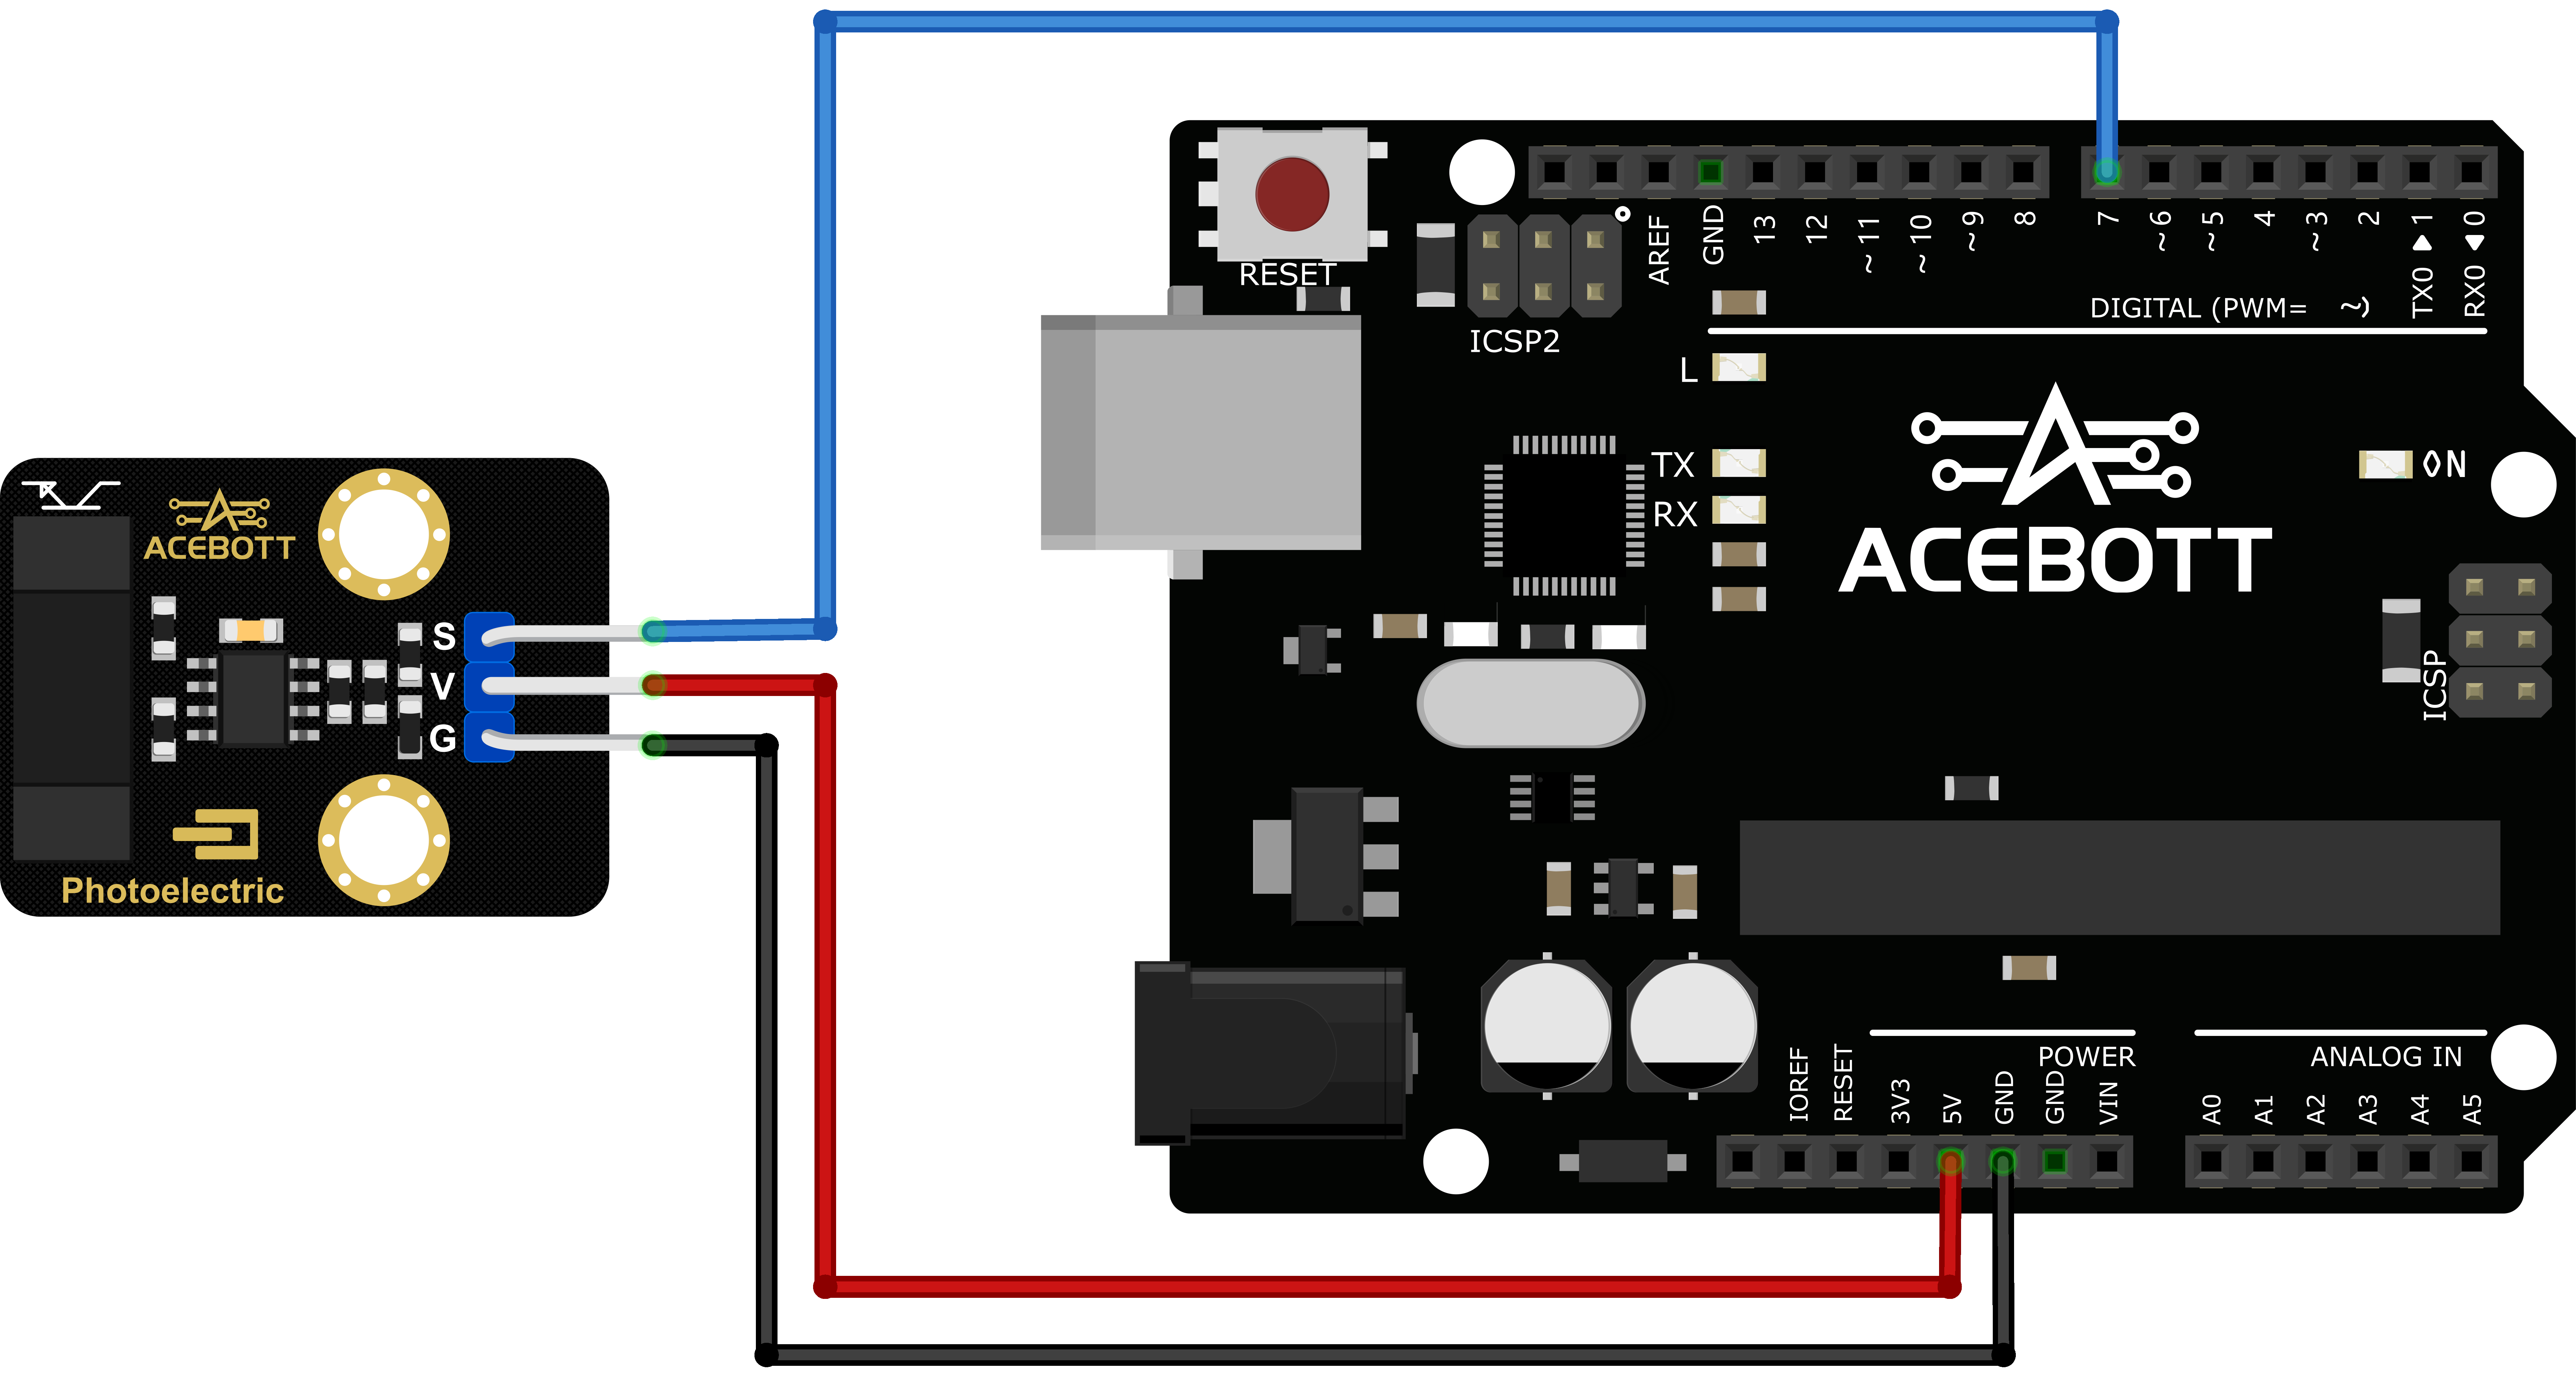 ACEBOTT
S
V
G
Photoelectric
RESET
ICSP2
AREF
GND
13
12
~11
~10
~9
8
7
~6
~5
4
~3
2
TX0 ▶ 1
RX0 ◀ 0
DIGITAL (PWM= ~)
L
TX
RX
ON
ACEBOTT
ICSP
POWER
ANALOG IN
IOREF
RESET
3V3
5V
GND
GND
VIN
A0
A1
A2
A3
A4
A5